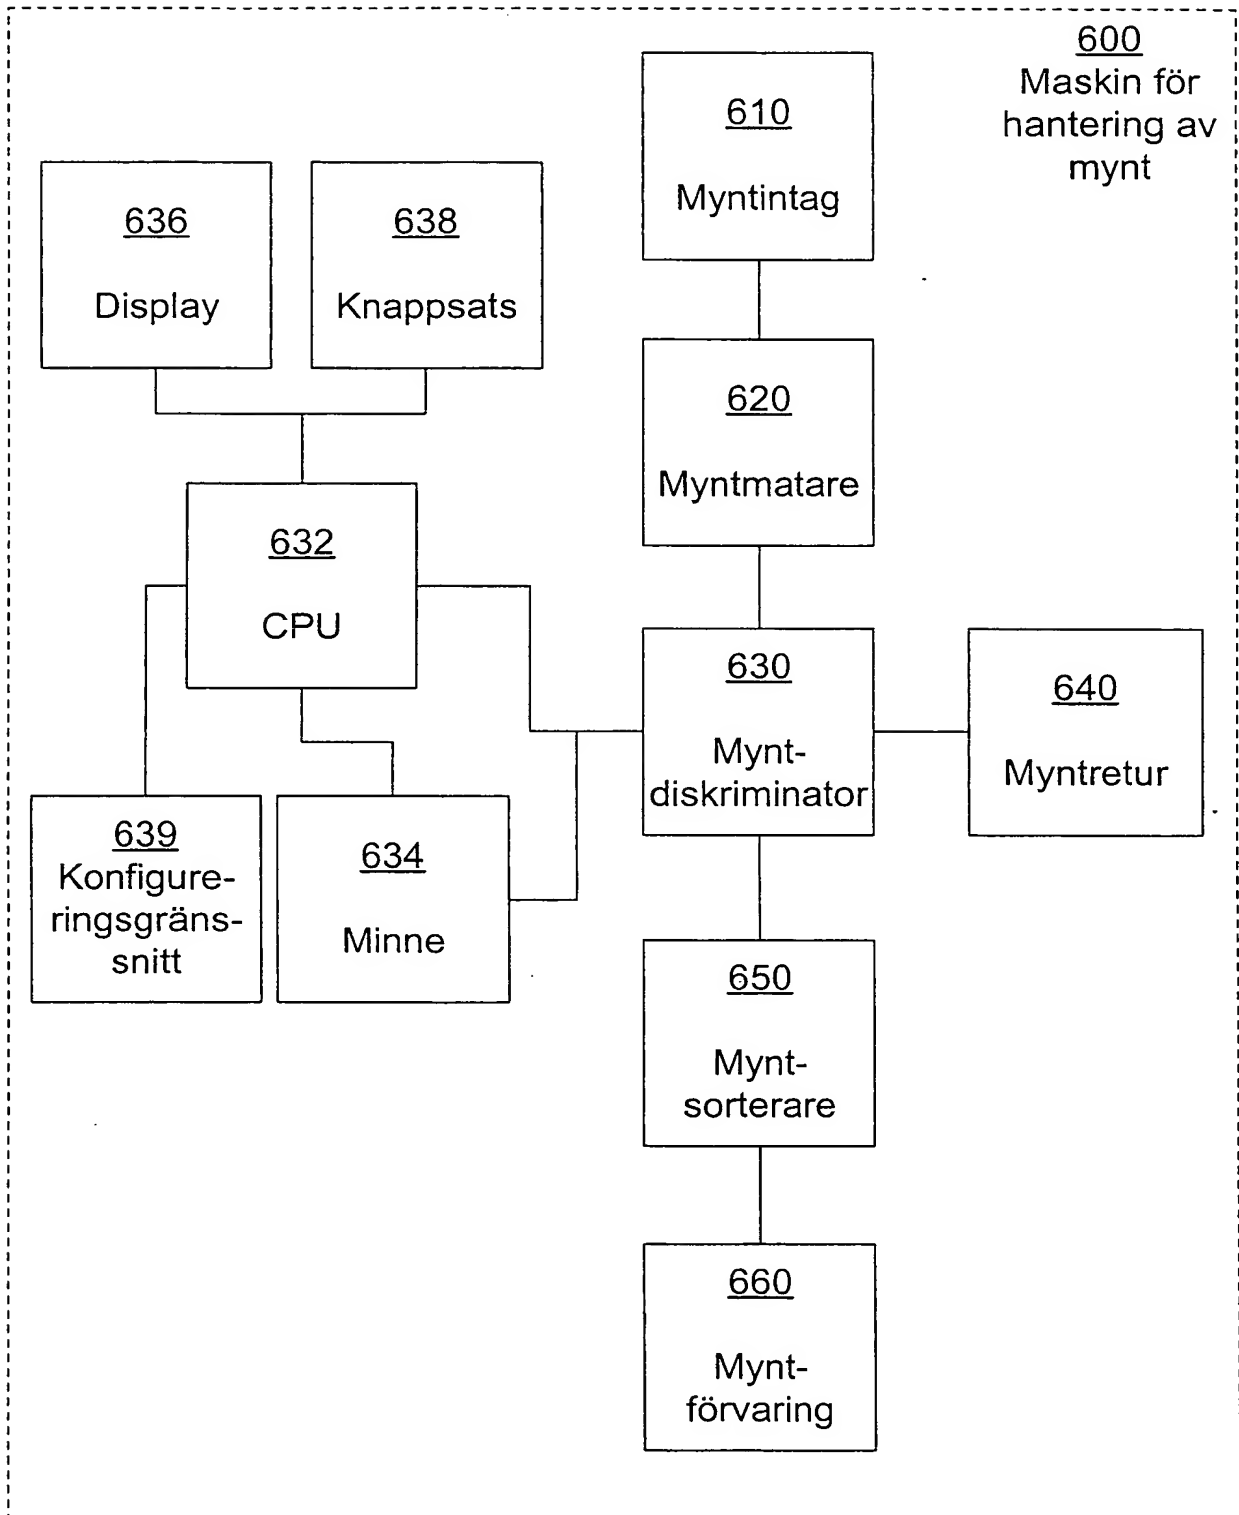 600
Maskin för
hantering av
mynt
610
Myntintag
636
Display
638
Knappsats
620
Myntmatare
632
CPU
630
Mynt-
diskriminator
640
Myntretur
639
Konfigure-
ringsgräns-
snitt
634
Minne
650
Mynt-
sorterare
660
Mynt-
förvaring